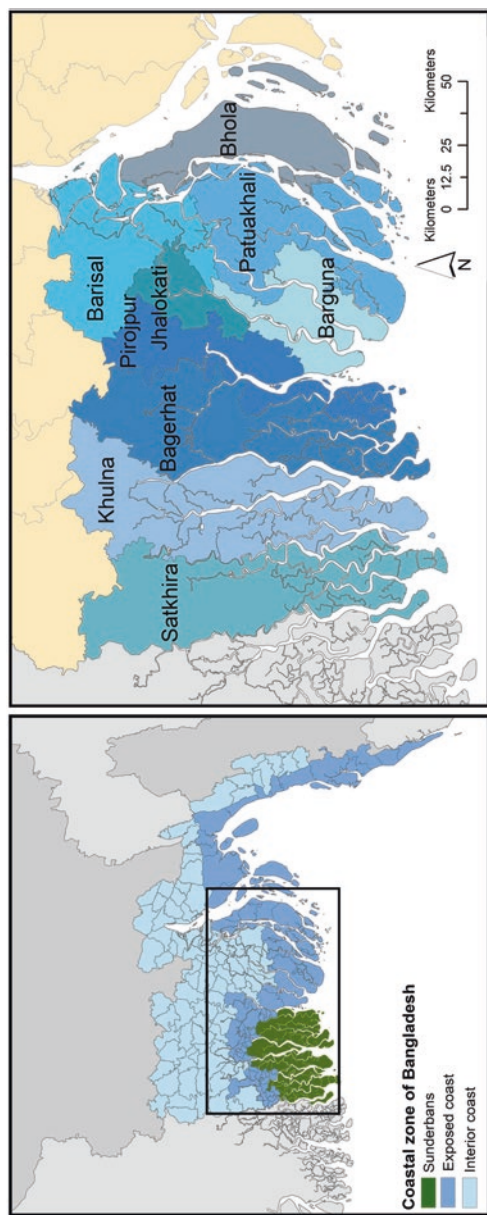 Coastal zone of Bangladesh
Sunderbans
Exposed coast
Interior coast
Satkhira
Khulna
Bagerhat
Pirojpur
Jhalokati
Barisal
Barguna
Patuakhali
Bhola
N
Kilometers Kilometers
0 12.5 25 50